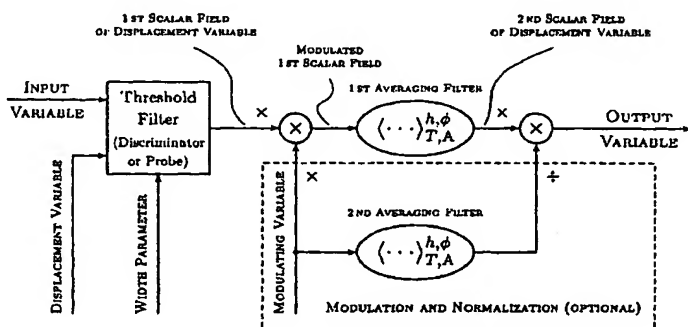 1ST SCALAR FIELD
OF DISPLACEMENT VARIABLE
2ND SCALAR FIELD
OF DISPLACEMENT VARIABLE
MODULATED
1ST SCALAR FIELD
INPUT
VARIABLE
Threshold
Filter
(Discriminator
or Probe)
1ST AVERAGING FILTER
× × ⟨···⟩ h,ϕ T,A × ×
OUTPUT
VARIABLE
× ÷
2ND AVERAGING FILTER
⟨···⟩ h,ϕ T,A
DISPLACEMENT VARIABLE
WIDTH PARAMETER
MODULATING VARIABLE
MODULATION AND NORMALIZATION (OPTIONAL)